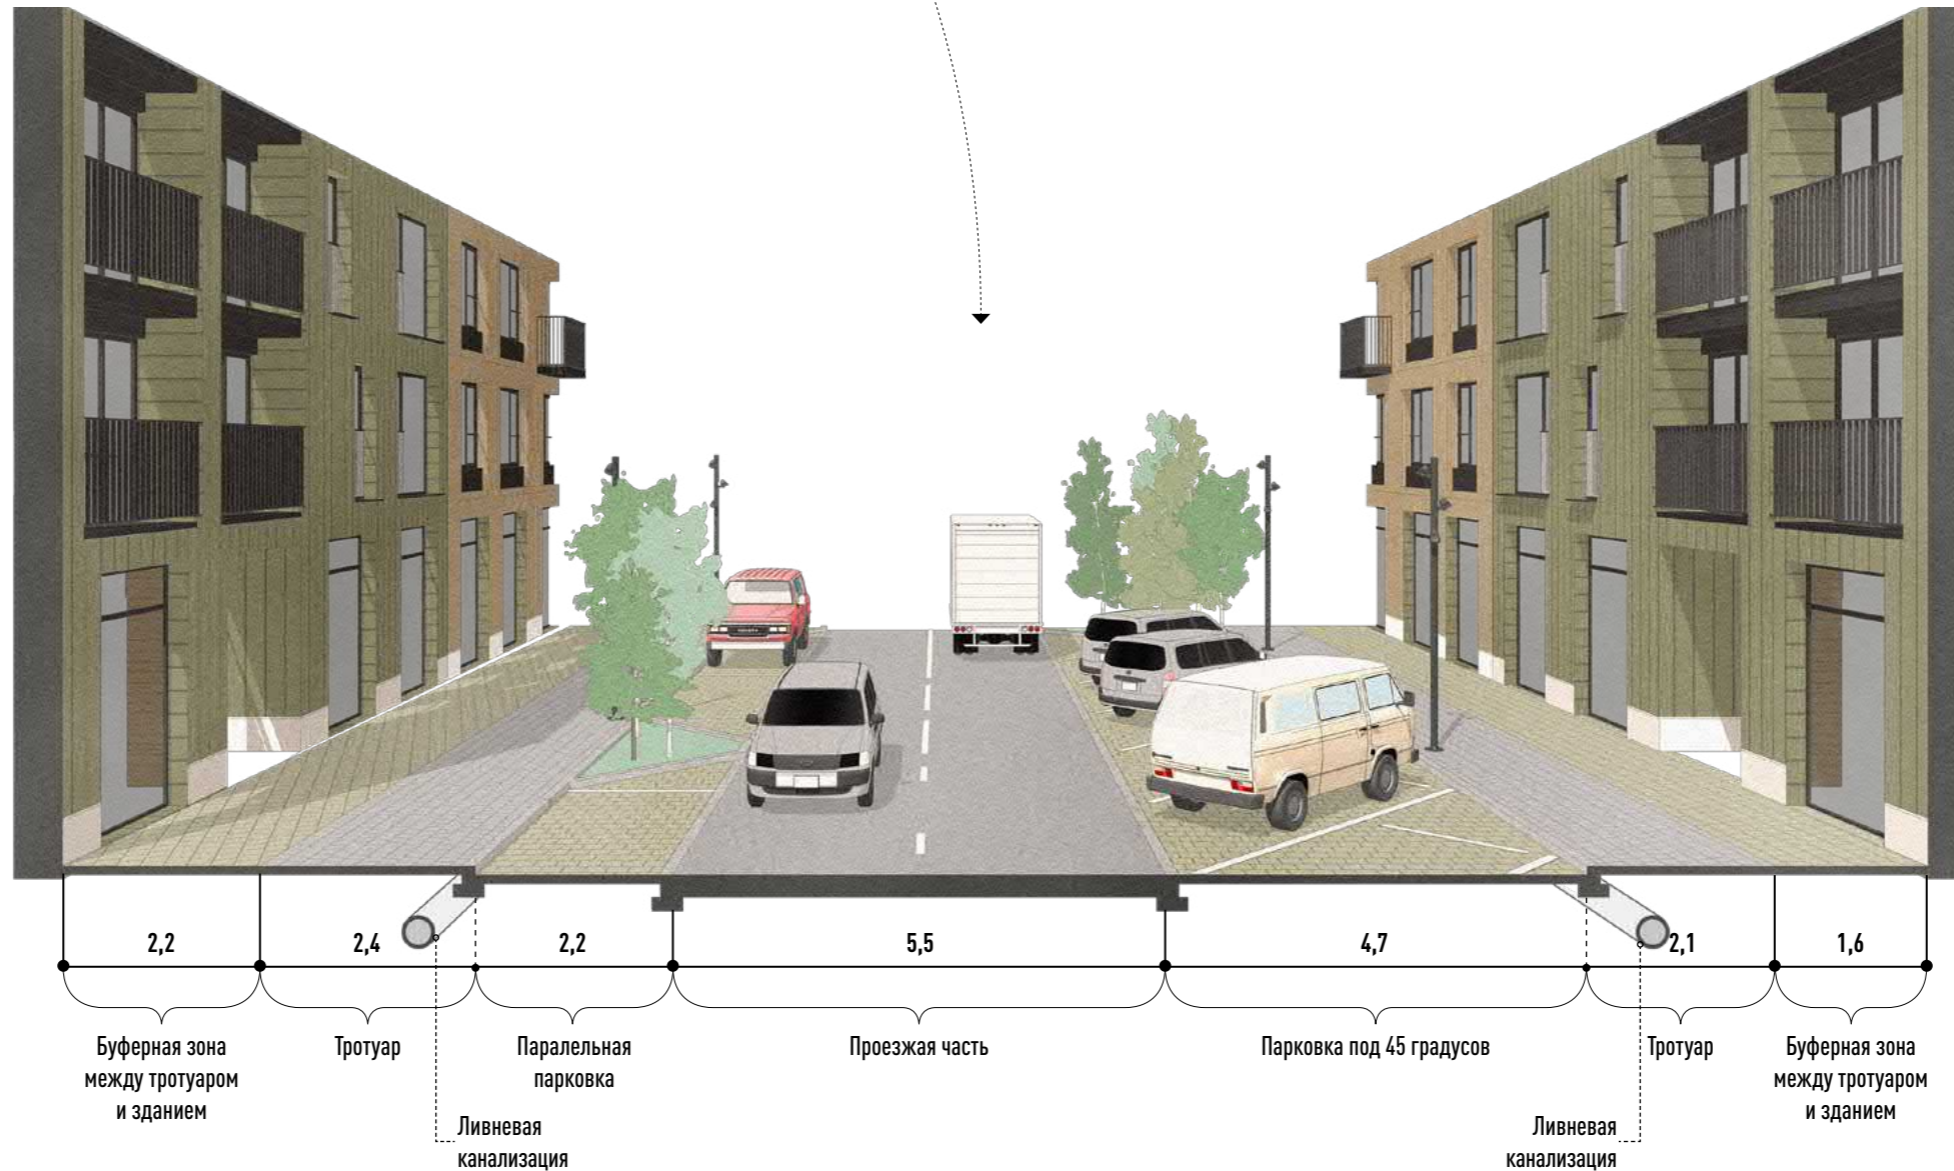 2,2
2,4
2,2
5,5
4,7
2,1
1,6
Буферная зона
между тротуаром
и зданием
Тротуар
Паралельная
парковка
Проезжая часть
Парковка под 45 градусов
Тротуар
Буферная зона
между тротуаром
и зданием
Ливневая
канализация
Ливневая
канализация